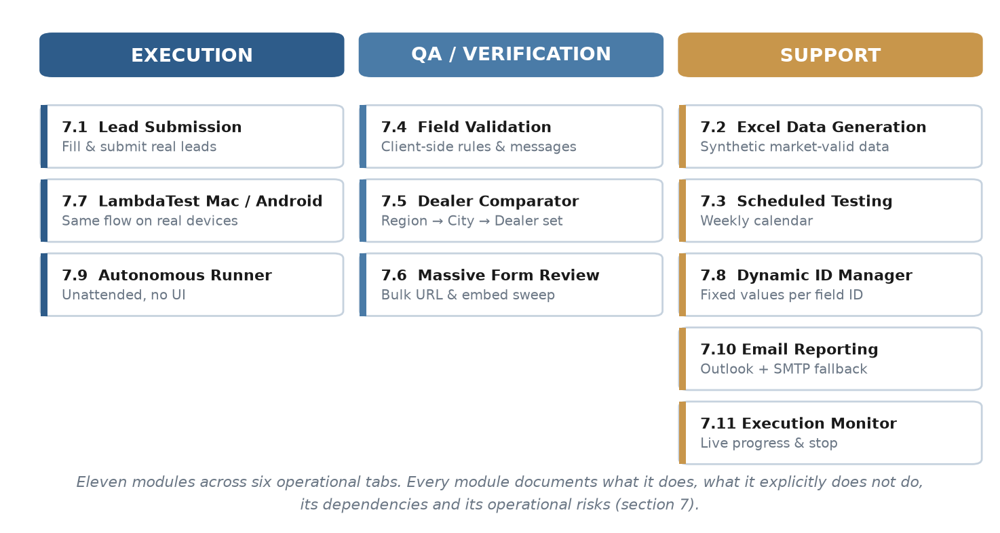 EXECUTION
7.1 Lead Submission
Fill & submit real leads
7.7 LambdaTest Mac / Android
Same flow on real devices
7.9 Autonomous Runner
Unattended, no UI
QA / VERIFICATION
7.4 Field Validation
Client-side rules & messages
7.5 Dealer Comparator
Region → City → Dealer set
7.6 Massive Form Review
Bulk URL & embed sweep
SUPPORT
7.2 Excel Data Generation
Synthetic market-valid data
7.3 Scheduled Testing
Weekly calendar
7.8 Dynamic ID Manager
Fixed values per field ID
7.10 Email Reporting
Outlook + SMTP fallback
7.11 Execution Monitor
Live progress & stop
Eleven modules across six operational tabs. Every module documents what it does, what it explicitly does not do,
its dependencies and its operational risks (section 7).